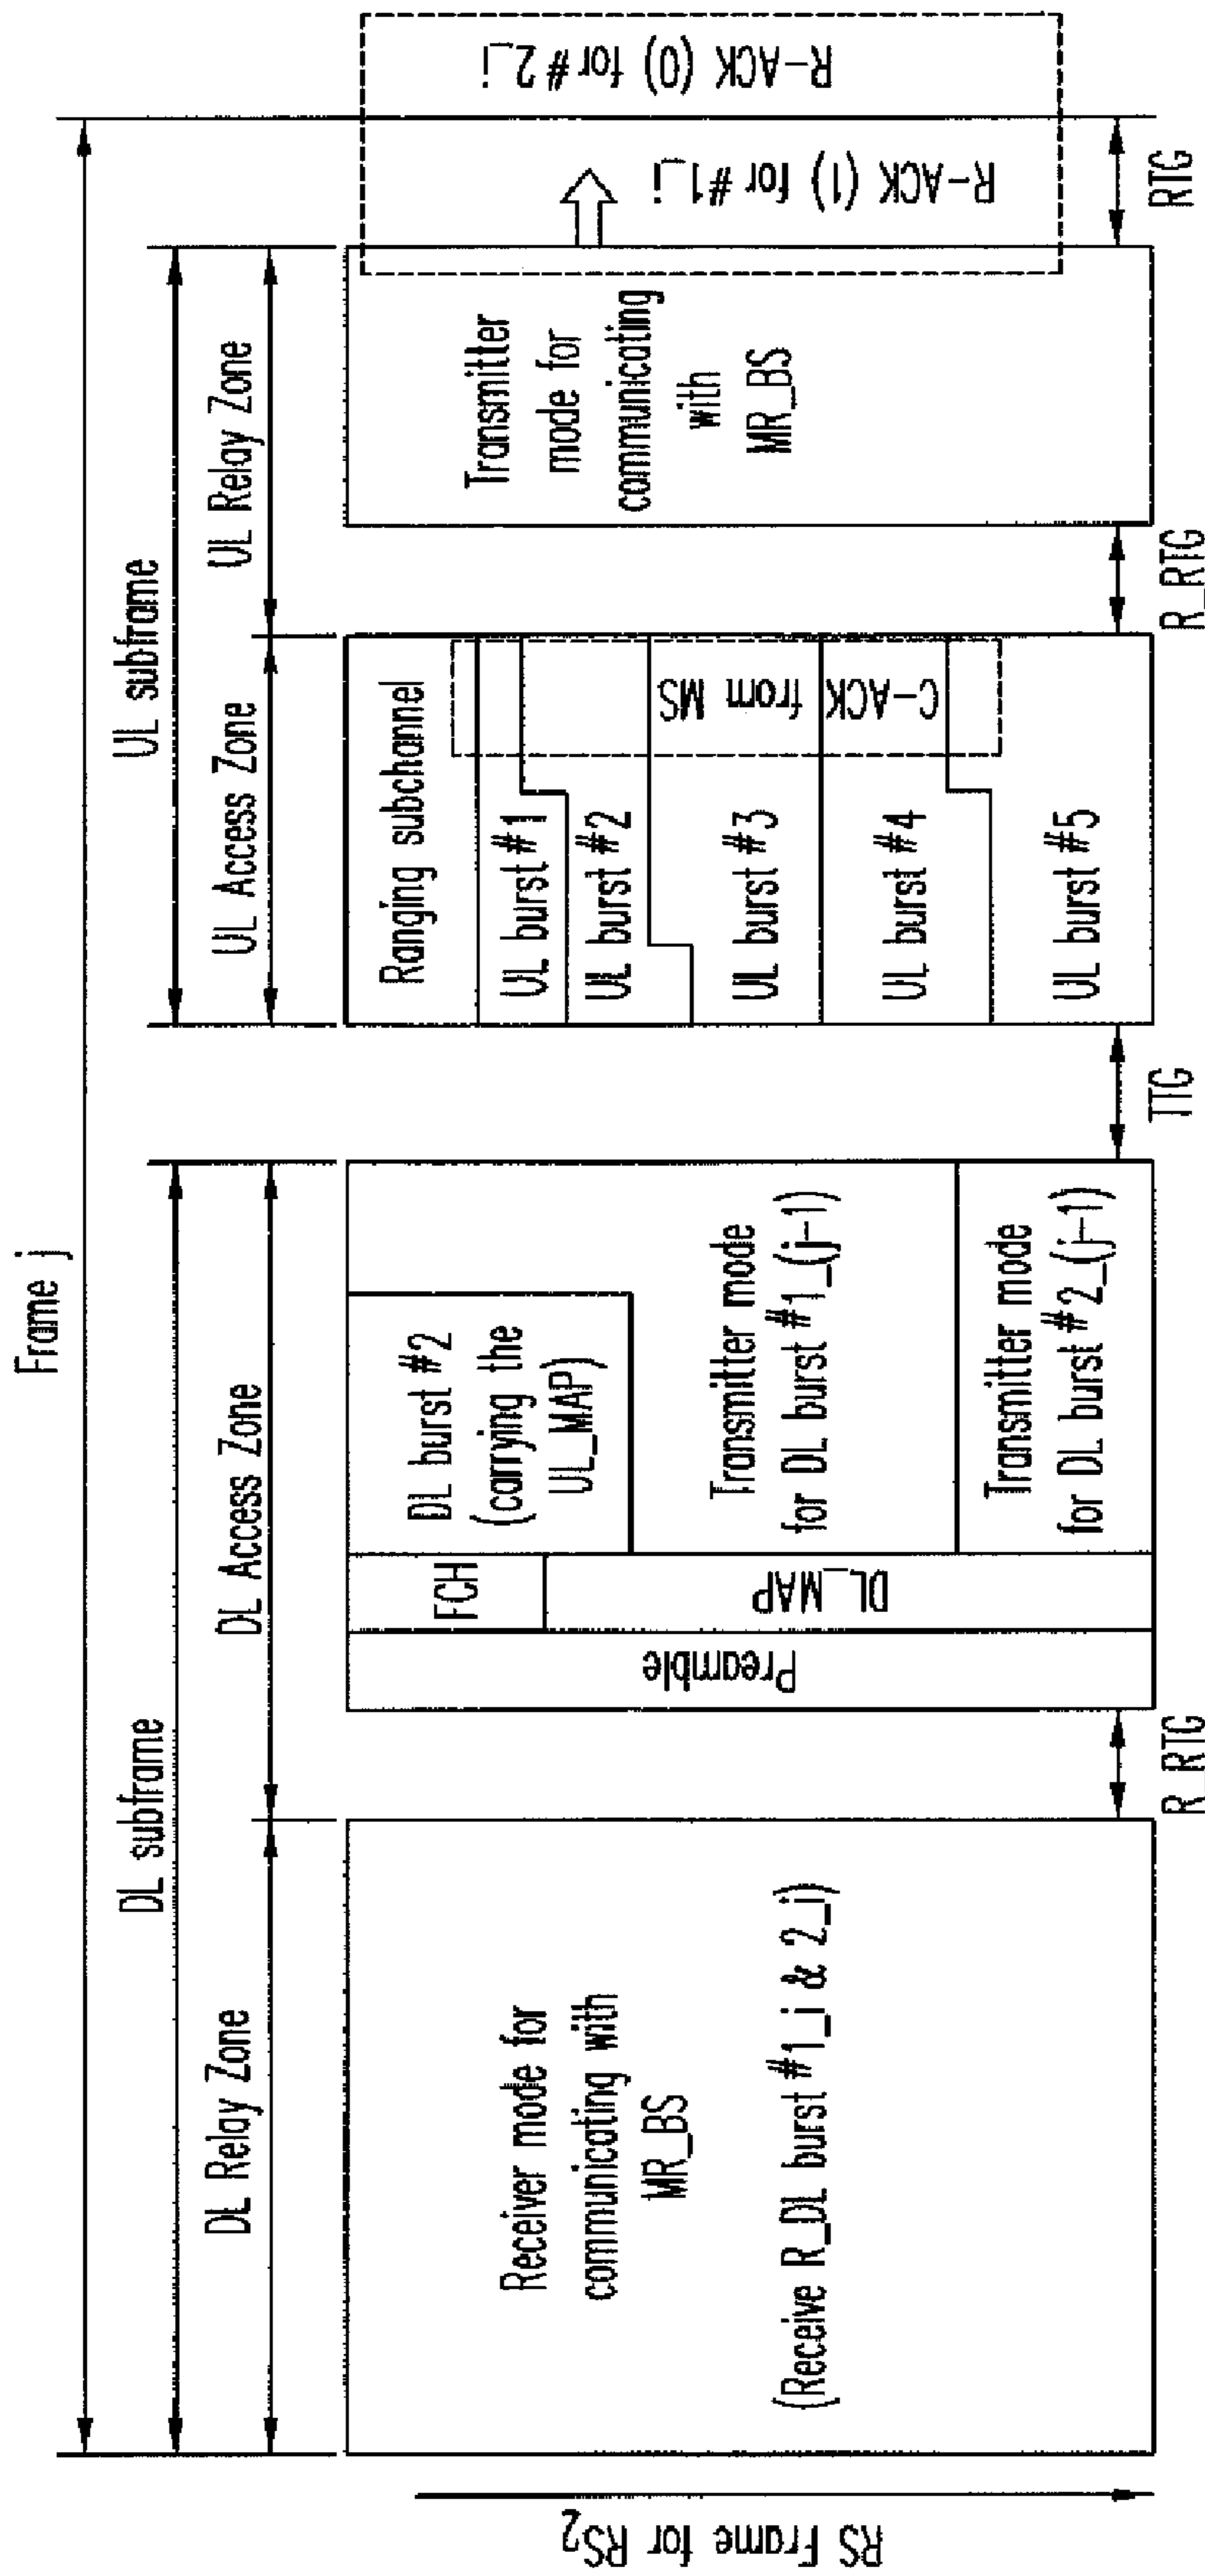 Frame j
DL subframe
UL subframe
DL Relay Zone
DL Access Zone
UL Access Zone
UL Relay Zone
RS Frame for RS2
Receiver mode for
communicating with
MR_BS
(Receive R_DL burst #1_i & 2_i)
R_RTG
Preamble
FCH
DL_MAP
DL burst #2
(carrying the
UL_MAP)
Transmitter mode
for DL burst #1_(j-1)
Transmitter mode
for DL burst #2_(j-1)
TTG
Ranging subchannel
UL burst #1
UL burst #2
UL burst #3
UL burst #4
UL burst #5
C-ACK from MS
R_RTG
Transmitter
mode for
communicating
with
MR_BS
R-ACK (1) for #1_i
R-ACK (0) for #2_i
RTG